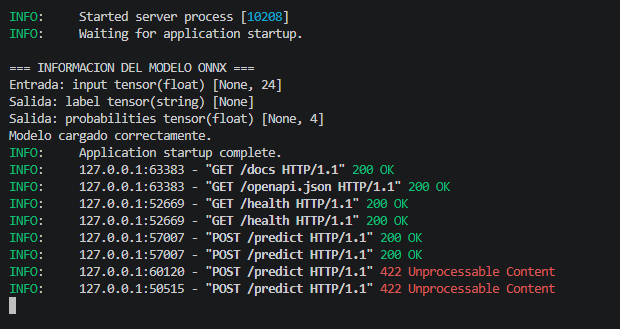 INFO:     Started server process [10208]
INFO:     Waiting for application startup.
=== INFORMACION DEL MODELO ONNX ===
Entrada: input tensor(float) [None, 24]
Salida: label tensor(string) [None]
Salida: probabilities tensor(float) [None, 4]
Modelo cargado correctamente.
INFO:     Application startup complete.
INFO:     127.0.0.1:63383 - "GET /docs HTTP/1.1" 200 OK
INFO:     127.0.0.1:63383 - "GET /openapi.json HTTP/1.1" 200 OK
INFO:     127.0.0.1:52669 - "GET /health HTTP/1.1" 200 OK
INFO:     127.0.0.1:52669 - "GET /health HTTP/1.1" 200 OK
INFO:     127.0.0.1:57007 - "POST /predict HTTP/1.1" 200 OK
INFO:     127.0.0.1:57007 - "POST /predict HTTP/1.1" 200 OK
INFO:     127.0.0.1:60120 - "POST /predict HTTP/1.1" 422 Unprocessable Content
INFO:     127.0.0.1:50515 - "POST /predict HTTP/1.1" 422 Unprocessable Content